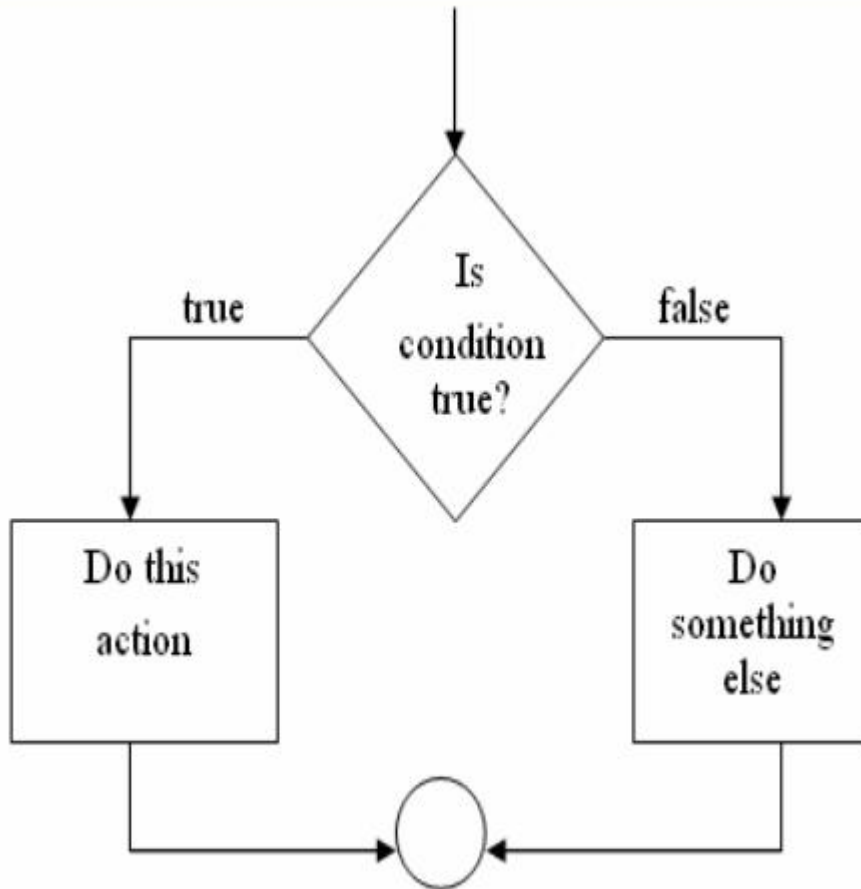 Is
condition
true?
true
false
Do this
action
Do
something
else